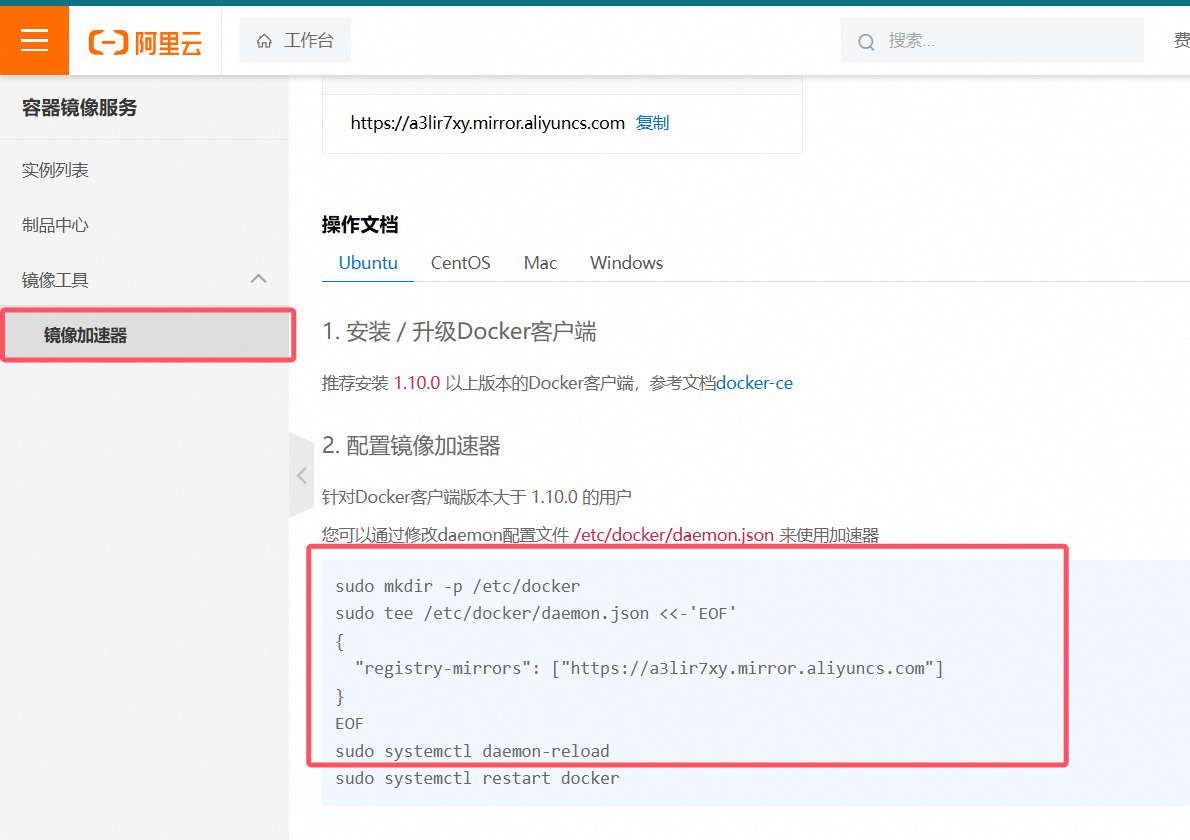 阿里云
工作台
搜索...
费
容器镜像服务
实例列表
制品中心
镜像工具
镜像加速器
https://a3lir7xy.mirror.aliyuncs.com 复制
操作文档
Ubuntu CentOS Mac Windows
1. 安装 / 升级Docker客户端
推荐安装 1.10.0 以上版本的Docker客户端，参考文档docker-ce
2. 配置镜像加速器
针对Docker客户端版本大于 1.10.0 的用户
您可以通过修改daemon配置文件 /etc/docker/daemon.json 来使用加速器
sudo mkdir -p /etc/docker
sudo tee /etc/docker/daemon.json <<-'EOF'
{
  "registry-mirrors": ["https://a3lir7xy.mirror.aliyuncs.com"]
}
EOF
sudo systemctl daemon-reload
sudo systemctl restart docker